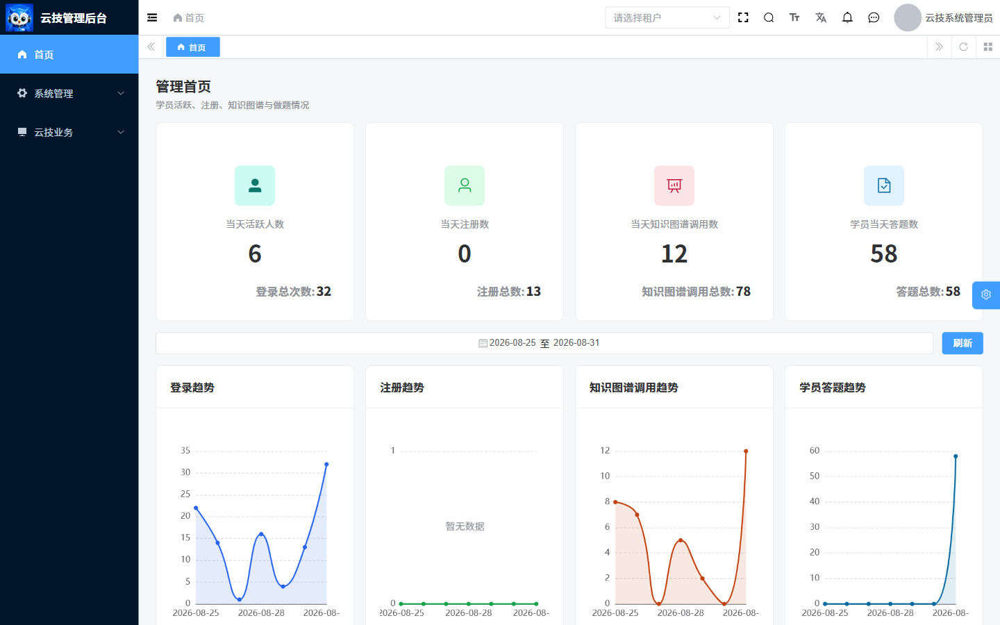 云技管理后台
首页
请选择租户
云技系统管理员
首页
首页
系统管理
云技业务
管理首页
学员活跃、注册、知识图谱与做题情况
当天活跃人数
6
登录总次数:32
当天注册数
0
注册总数:13
当天知识图谱调用数
12
知识图谱调用总数:78
学员当天答题数
58
答题总数:58
2026-08-25 至 2026-08-31
刷新
登录趋势
35
30
25
20
15
10
5
0
2026-08-25 2026-08-28 2026-08-
注册趋势
1
暂无数据
0
2026-08-25 2026-08-28 2026-08-
知识图谱调用趋势
12
10
8
6
4
2
0
2026-08-25 2026-08-28 2026-08-
学员答题趋势
60
50
40
30
20
10
0
2026-08-25 2026-08-28 2026-08-